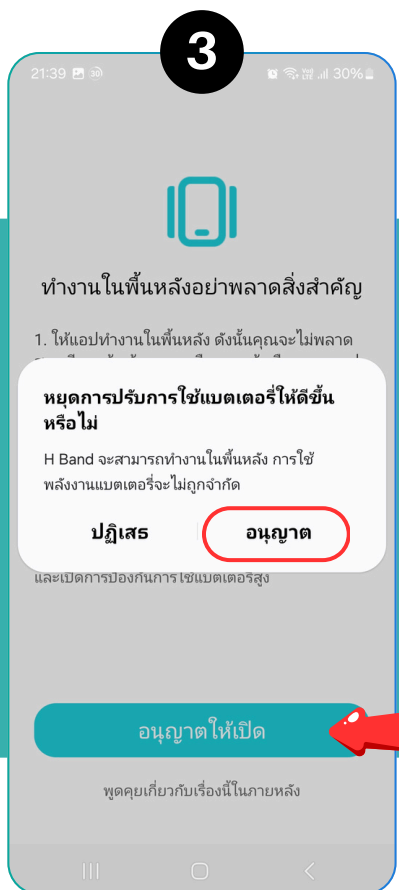 3
21:39
30%
ทำงานในพื้นหลังอย่าพลาดสิ่งสำคัญ
1. ให้แอปทำงานในพื้นหลัง ดังนั้นคุณจะไม่พลาด
หยุดการปรับการใช้แบตเตอรี่ให้ดีขึ้น
หรือไม่
H Band จะสามารถทำงานในพื้นหลัง การใช้
พลังงานแบตเตอรี่จะไม่ถูกจำกัด
ปฏิเสธ อนุญาต
และเปิดการป้องกันการใช้แบตเตอรี่สูง
อนุญาตให้เปิด
พูดคุยเกี่ยวกับเรื่องนี้ในภายหลัง